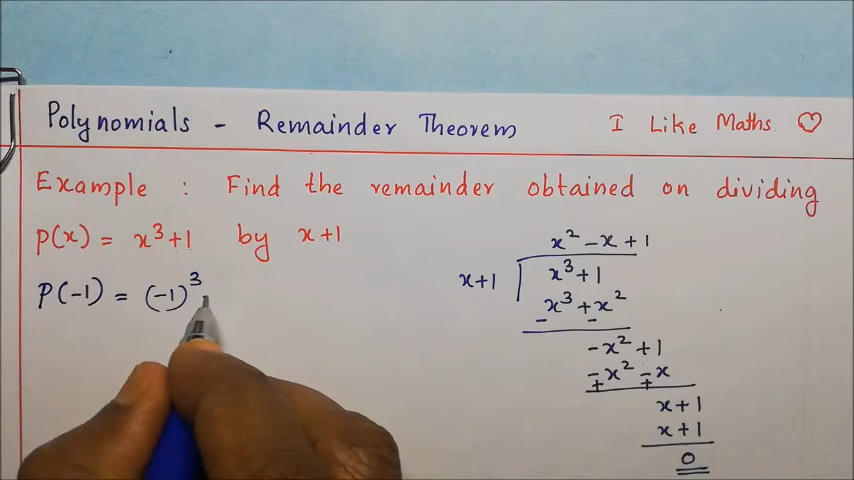 Polynomials - Remainder Theorem I Like Maths ♡
Example : Find the remainder obtained on dividing
P(x) = x³+1 by x+1
P(-1) = (-1)³
x² - x + 1
x+1 x³+1
x³ + x²
- -
-x² + 1
-x² - x
+ +
x + 1
x + 1
0